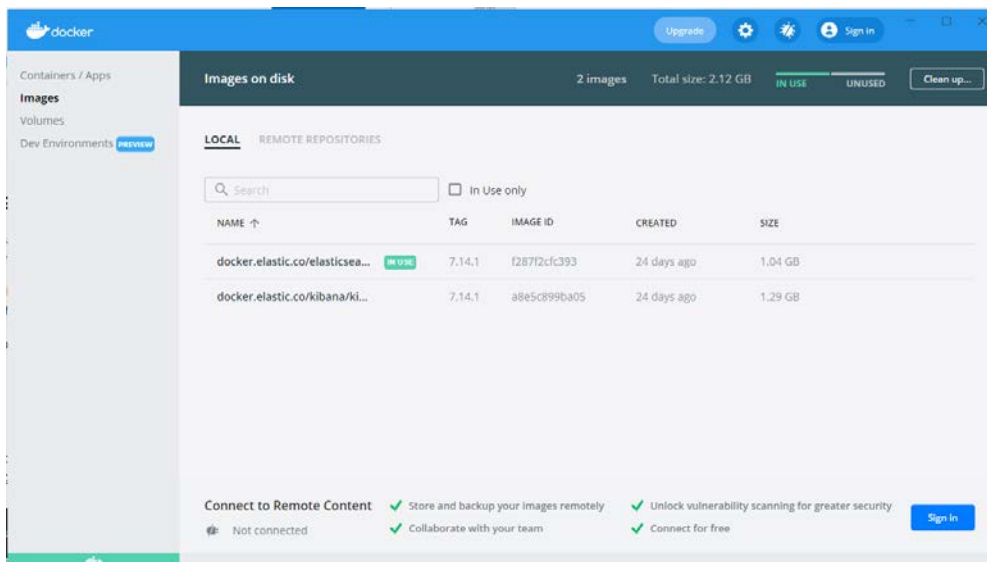 docker
Upgrade
Sign in
Containers / Apps
Images
Volumes
Dev Environments PREVIEW
Images on disk
2 images Total size: 2.12 GB
IN USE UNUSED
Clean up...
LOCAL REMOTE REPOSITORIES
Search
In Use only
NAME ↑ TAG IMAGE ID CREATED SIZE
docker.elastic.co/elasticsea... IN USE 7.14.1 f287f2cfc393 24 days ago 1.04 GB
docker.elastic.co/kibana/ki... 7.14.1 a8e5c899ba05 24 days ago 1.29 GB
Connect to Remote Content
Not connected
Store and backup your images remotely
Collaborate with your team
Unlock vulnerability scanning for greater security
Connect for free
Sign in